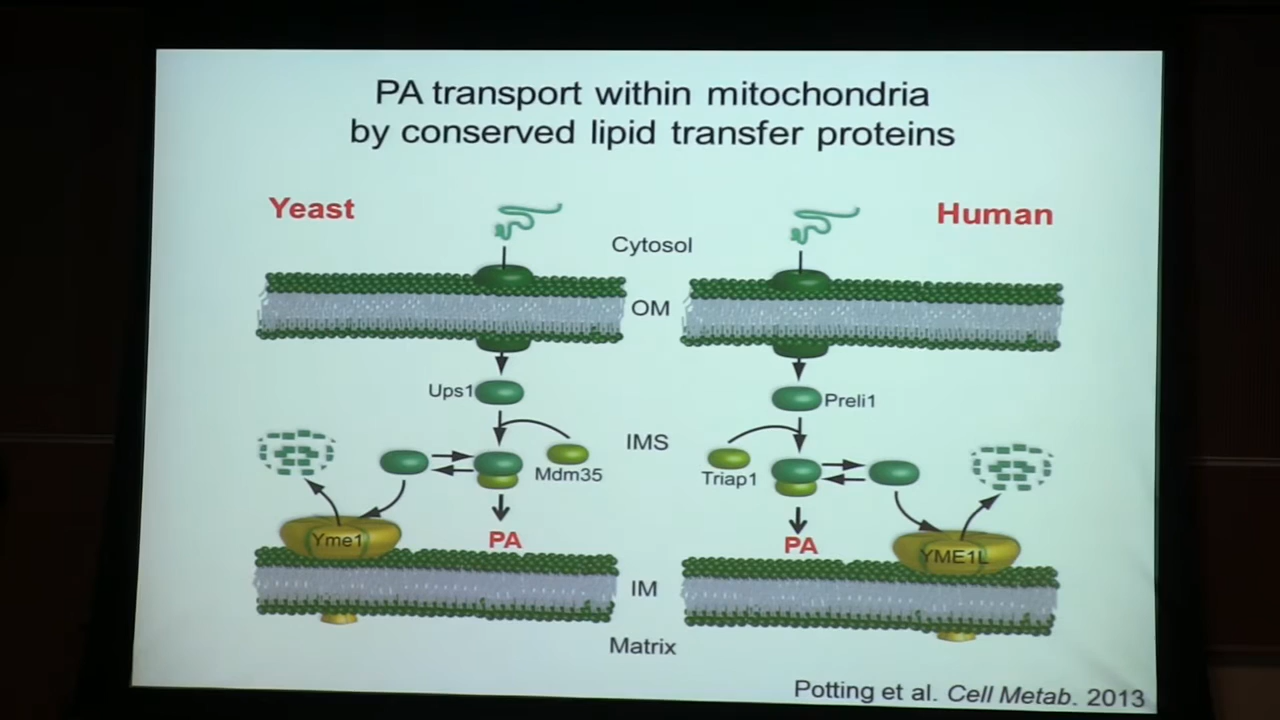 PA transport within mitochondria
by conserved lipid transfer proteins
Yeast
Human
Cytosol
OM
Ups1
Preli1
IMS
Mdm35
Triap1
Yme1
PA
PA
YME1L
IM
Matrix
Potting et al. Cell Metab. 2013